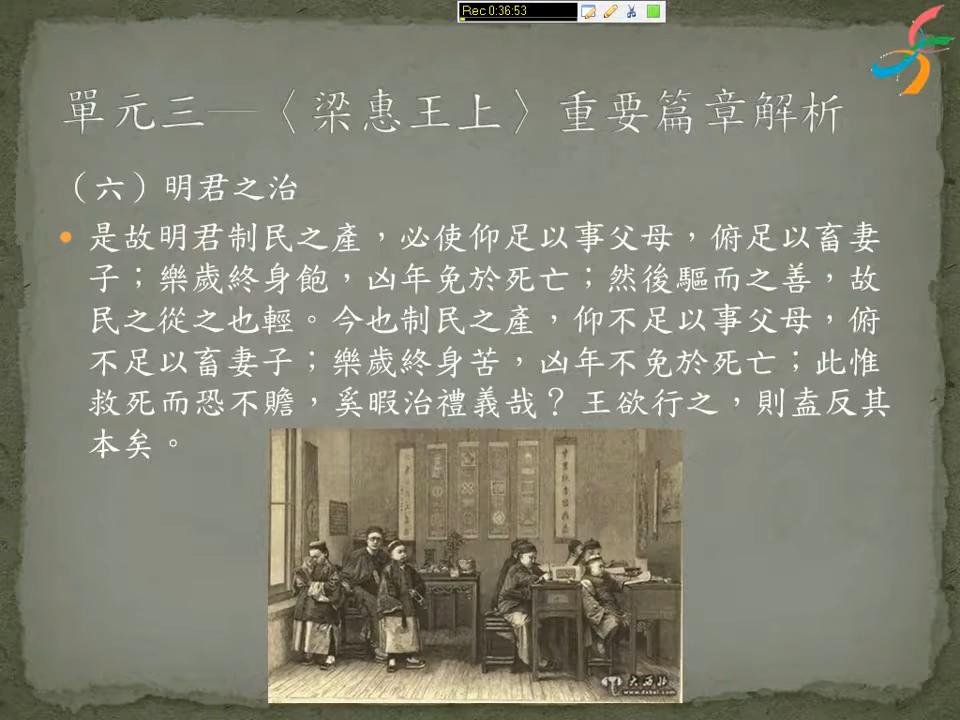 Rec 0:36:53
單元三—〈梁惠王上〉重要篇章解析
（六）明君之治
是故明君制民之產，必使仰足以事父母，俯足以畜妻
子；樂歲終身飽，凶年免於死亡；然後驅而之善，故
民之從之也輕。今也制民之產，仰不足以事父母，俯
不足以畜妻子；樂歲終身苦，凶年不免於死亡；此惟
救死而恐不贍，奚暇治禮義哉？王欲行之，則盍反其
本矣。
大西北
www.dxbei.com